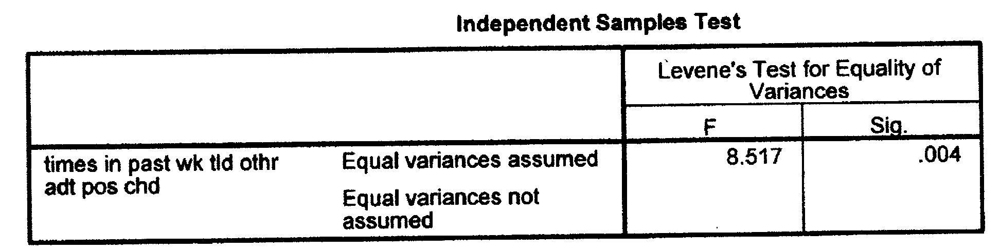 Independent Samples Test
Levene's Test for Equality of
Variances
F
Sig.
times in past wk tld othr
adt pos chd
Equal variances assumed
8.517
.004
Equal variances not
assumed